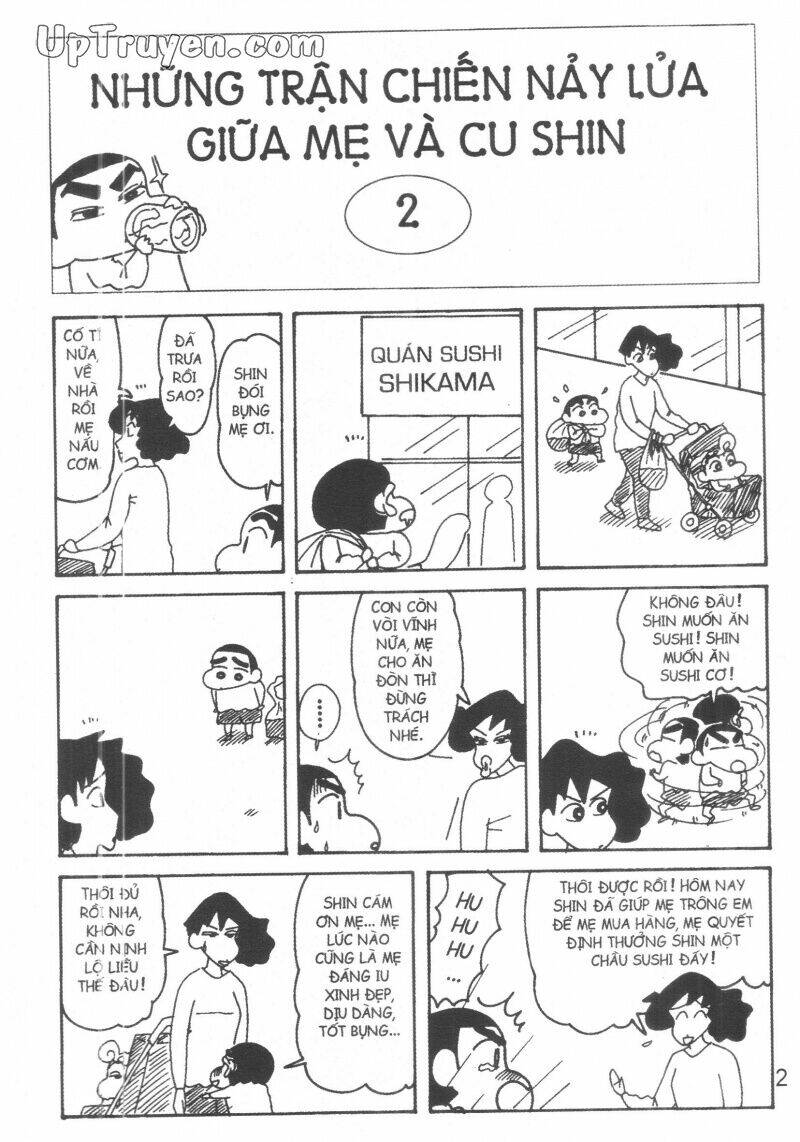 UpTruyen.com
NHỮNG TRẬN CHIẾN NẢY LỬA
GIỮA MẸ VÀ CU SHIN
2
QUÁN SUSHI
SHIKAMA
SHIN
ĐÓI
BỤNG
MẸ ƠI.
ĐÃ
TRƯA
RỒI
SAO?
CỐ TÍ
NỮA,
VỀ
NHÀ RỒI
MẸ
NẤU
CƠM
KHÔNG ĐÂU!
SHIN MUỐN ĂN
SUSHI! SHIN
MUỐN ĂN
SUSHI CƠ!
CON CÒN
VÒI VĨNH
NỮA, MẸ
CHO ĂN
ĐÒN THÌ
ĐỪNG
TRÁCH
NHÉ.
......
THÔI ĐƯỢC RỒI! HÔM NAY
SHIN ĐÃ GIÚP MẸ TRÔNG EM
ĐỂ MẸ MUA HÀNG, MẸ QUYẾT
ĐỊNH THƯỞNG SHIN MỘT
CHẦU SUSHI ĐẤY!
HU
HU
HU
...
SHIN CÁM
ƠN MẸ... MẸ
LÚC NÀO
CŨNG LÀ MẸ
ĐÁNG IU
XINH ĐẸP,
DỊU DÀNG,
TỐT BỤNG...
THÔI ĐỦ
RỒI NHA,
KHÔNG
CẦN NỊNH
LỘ LIỄU
THẾ ĐÂU!
2